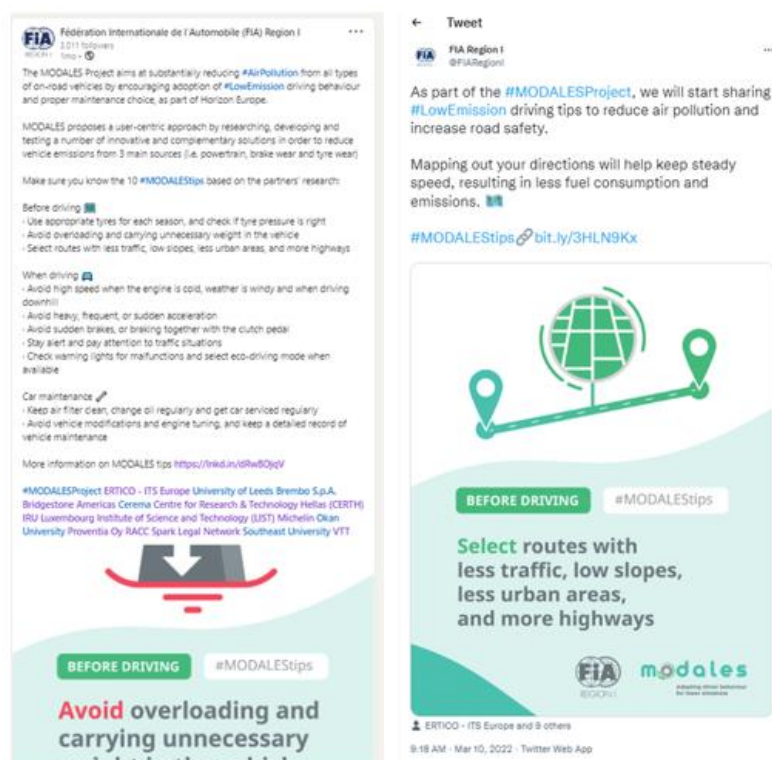 FiA
REGION I
Fédération Internationale de l'Automobile (FIA) Region I
3,011 followers
1mo •
The MODALES Project aims at substantially reducing #AirPollution from all types
of on-road vehicles by encouraging adoption of #LowEmission driving behaviour
and proper maintenance choice, as part of Horizon Europe.
MODALES proposes a user-centric approach by researching, developing and
testing a number of innovative and complementary solutions in order to reduce
vehicle emissions from 3 main sources (i.e. powertrain, brake wear and tyre wear)
Make sure you know the 10 #MODALEStips based on the partners' research:
Before driving
- Use appropriate tyres for each season, and check if tyre pressure is right
- Avoid overloading and carrying unnecessary weight in the vehicle
- Select routes with less traffic, low slopes, less urban areas, and more highways
When driving
- Avoid high speed when the engine is cold, weather is windy and when driving
downhill
- Avoid heavy, frequent, or sudden acceleration
- Avoid sudden brakes, or braking together with the clutch pedal
- Stay alert and pay attention to traffic situations
- Check warning lights for malfunctions and select eco-driving mode when
available
Car maintenance
- Keep air filter clean, change oil regularly and get car serviced regularly
- Avoid vehicle modifications and engine tuning, and keep a detailed record of
vehicle maintenance
More information on MODALES tips https://lnkd.in/dRwBDjqV
#MODALESProject ERTICO - ITS Europe University of Leeds Brembo S.p.A.
Bridgestone Americas Cerema Centre for Research & Technology Hellas (CERTH)
IRU Luxembourg Institute of Science and Technology (LIST) Michelin Okan
University Proventia Oy RACC Spark Legal Network Southeast University VTT
BEFORE DRIVING
#MODALEStips
Avoid overloading and
carrying unnecessary
Tweet
FIA Region I
@FIARegionI
As part of the #MODALESProject, we will start sharing
#LowEmission driving tips to reduce air pollution and
increase road safety.
Mapping out your directions will help keep steady
speed, resulting in less fuel consumption and
emissions.
#MODALEStips bit.ly/3HLN9Kx
BEFORE DRIVING
#MODALEStips
Select routes with
less traffic, low slopes,
less urban areas,
and more highways
FiA
REGION I
modales
Adapting driver behaviour
for lower emissions
ERTICO - ITS Europe and 9 others
9:18 AM · Mar 10, 2022 · Twitter Web App